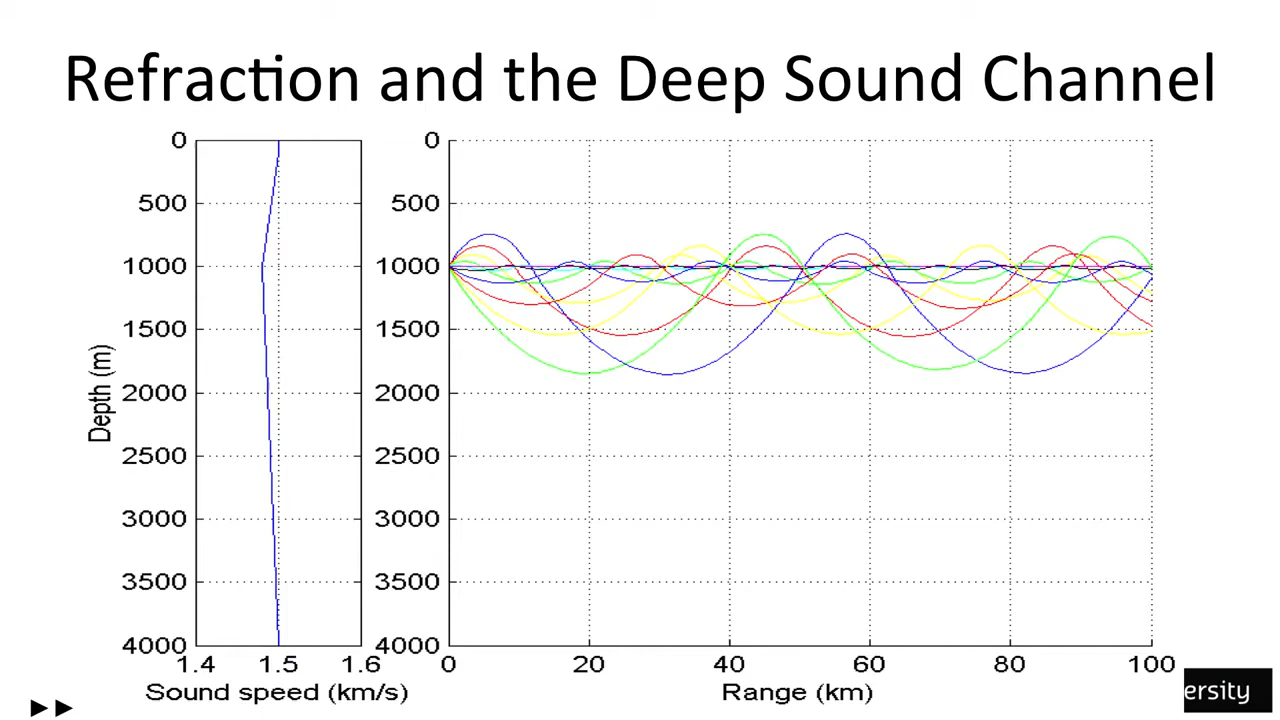 Refraction and the Deep Sound Channel
0
500
1000
1500
2000
2500
3000
3500
4000
Depth (m)
1.4 1.5 1.6
Sound speed (km/s)
0
500
1000
1500
2000
2500
3000
3500
4000
0 20 40 60 80 100
Range (km)
ersity